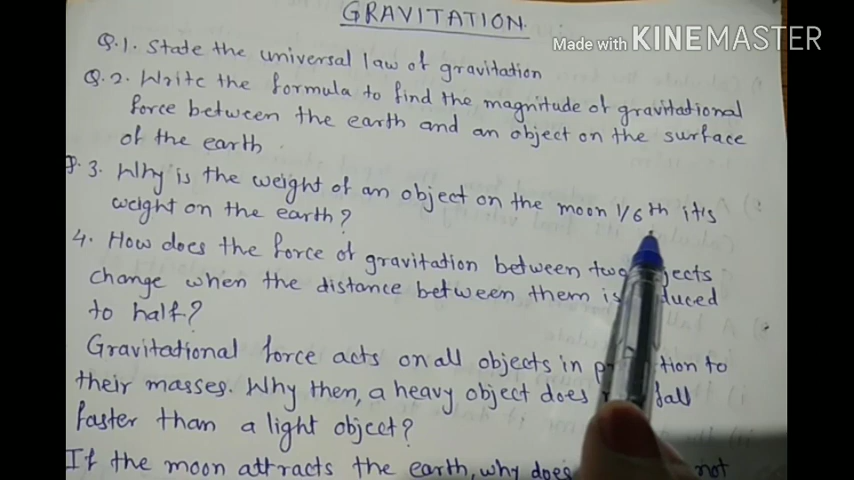 GRAVITATION.
Made with KINEMASTER
Q.1. State the universal law of gravitation
Q.2. Write the formula to find the magnitude of gravitational
force between the earth and an object on the surface
of the earth
3. Why is the weight of an object on the moon 1/6th it's
weight on the earth?
4. How does the force of gravitation between two
change when the distance between them is
to half?
Gravitational force acts on all objects in
their masses. Why then, a heavy object does fall
faster than a light object?
If the moon attracts the earth, why does not